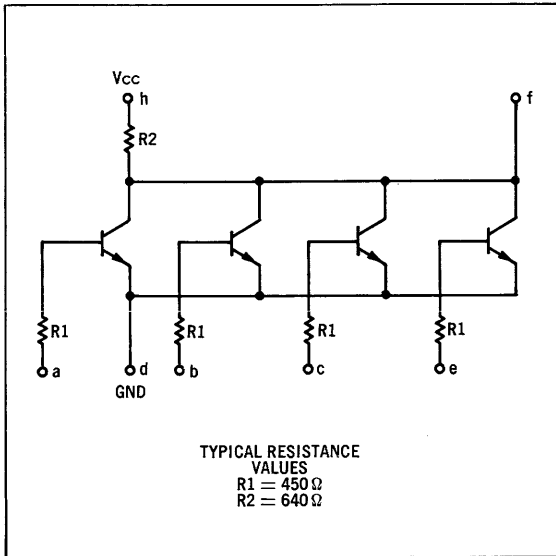 Vcc
h
f
R2
R1
R1
R1
R1
a
d
b
c
e
GND
TYPICAL RESISTANCE
VALUES
R1 = 450 Ω
R2 = 640 Ω